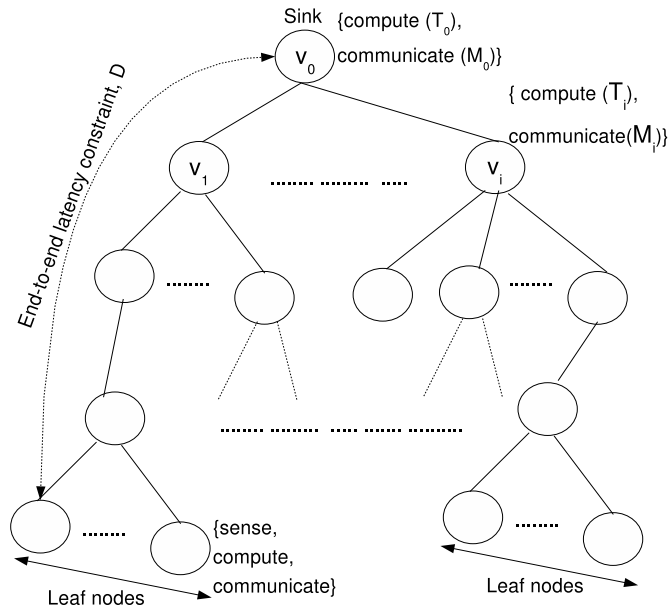 Sink
{compute (T0),
communicate (M0)}
v0
{ compute (Ti),
communicate(Mi)}
End-to-end latency constraint, D
v1
vi
{sense,
compute,
communicate}
Leaf nodes
Leaf nodes